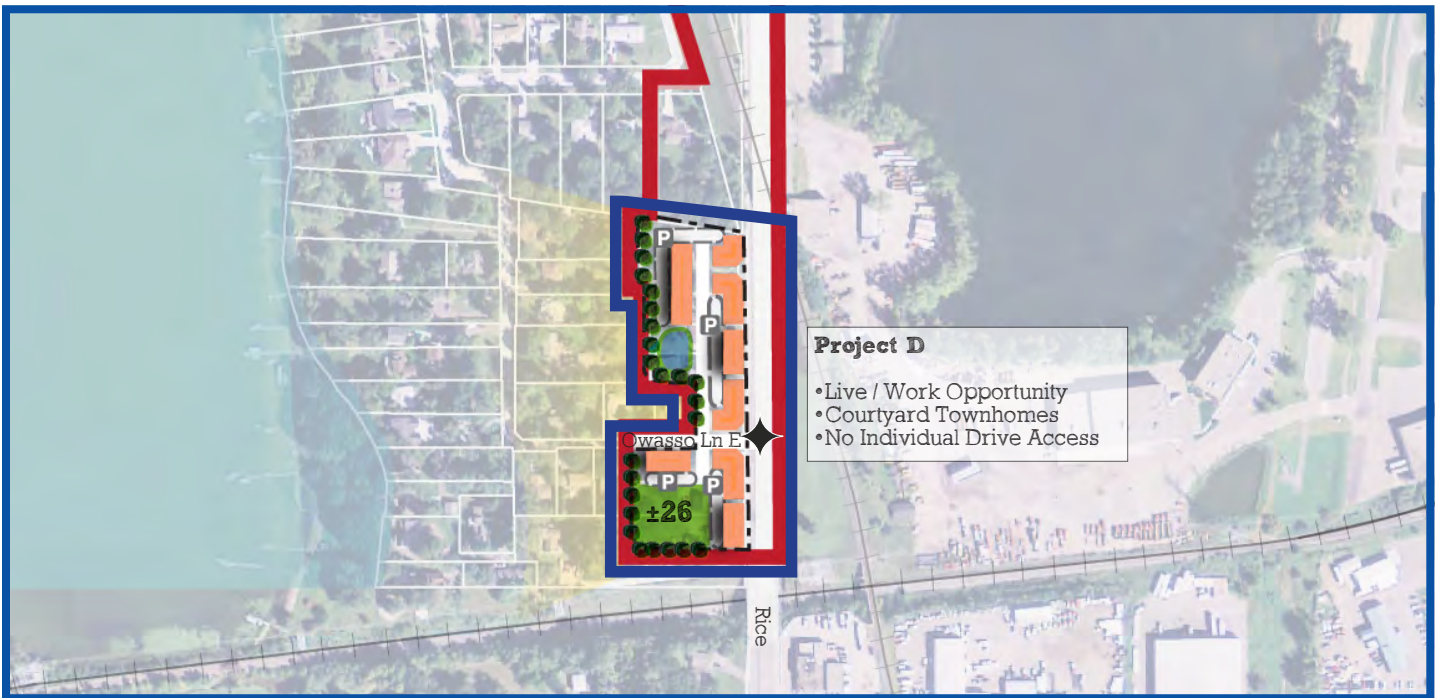 P
P
Project D
•Live / Work Opportunity
•Courtyard Townhomes
•No Individual Drive Access
Owasso Ln E
P
P
±26
Rice